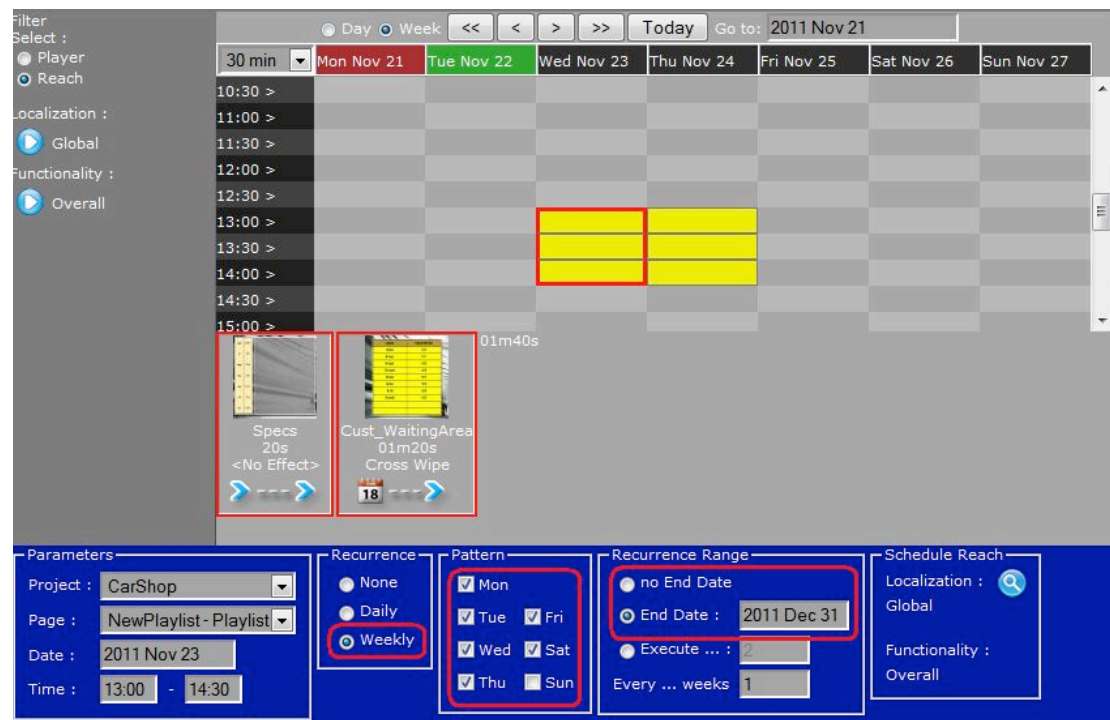 Filter
Select :
Player
Reach
Localization :
Global
Functionality :
Overall
Day Week << < > >> Today Go to: 2011 Nov 21
30 min Mon Nov 21 Tue Nov 22 Wed Nov 23 Thu Nov 24 Fri Nov 25 Sat Nov 26 Sun Nov 27
10:30 >
11:00 >
11:30 >
12:00 >
12:30 >
13:00 >
13:30 >
14:00 >
14:30 >
15:00 >
01m40s
Specs
20s
<No Effect>
Cust_WaitingArea
01m20s
Cross Wipe
18
Parameters
Project : CarShop
Page : NewPlaylist - Playlist
Date : 2011 Nov 23
Time : 13:00 - 14:30
Recurrence
None
Daily
Weekly
Pattern
Mon
Tue Fri
Wed Sat
Thu Sun
Recurrence Range
no End Date
End Date : 2011 Dec 31
Execute ... : 2
Every ... weeks 1
Schedule Reach
Localization :
Global
Functionality :
Overall